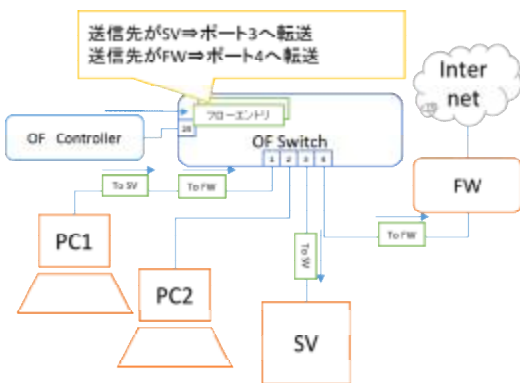 送信先がSV⇒ポート3へ転送
送信先がFW⇒ポート4へ転送
Inter
net
フローエントリ
OF Controller
OF Switch
1 2 3 4
FW
To SV
To FW
To FW
PC1
PC2
SV